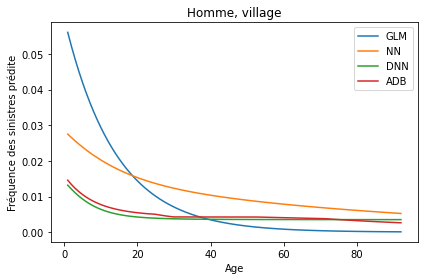 Homme, village
GLM
NN
DNN
ADB
Fréquence des sinistres prédite
0.05
0.04
0.03
0.02
0.01
0.00
0
20
40
60
80
Age